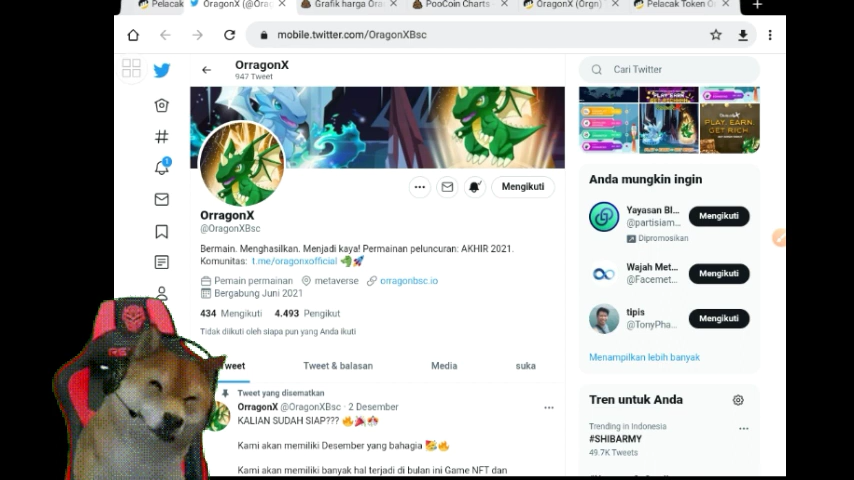 Pelacak
OragonX (@Orag
Grafik harga Ora
PooCoin Charts
OragonX (Orgn)
Pelacak Token O
mobile.twitter.com/OragonXBsc
OrragonX
947 Tweet
Cari Twitter
PLAY, EARN
GET RICH
Anda mungkin ingin
Mengikuti
Yayasan Bl...
@partisiam...
Mengikuti
Dipromosikan
OrragonX
@OragonXBsc
Bermain. Menghasilkan. Menjadi kaya! Permainan peluncuran: AKHIR 2021.
Komunitas: t.me/oragonxofficial 🐲🚀
Wajah Met...
@Facemet...
Mengikuti
Pemain permainan metaverse orragonbsc.io
Bergabung Juni 2021
434 Mengikuti 4.493 Pengikut
tipis
@TonyPha...
Mengikuti
Tidak diikuti oleh siapa pun yang Anda ikuti
Menampilkan lebih banyak
Tweet Tweet & balasan Media suka
Tweet yang disematkan
OrragonX @OragonXBsc · 2 Desember
KALIAN SUDAH SIAP???
Kami akan memiliki Desember yang bahagia
Kami akan memiliki banyak hal terjadi di bulan ini Game NFT dan
Tren untuk Anda
Trending in Indonesia
#SHIBARMY
49.7K Tweets